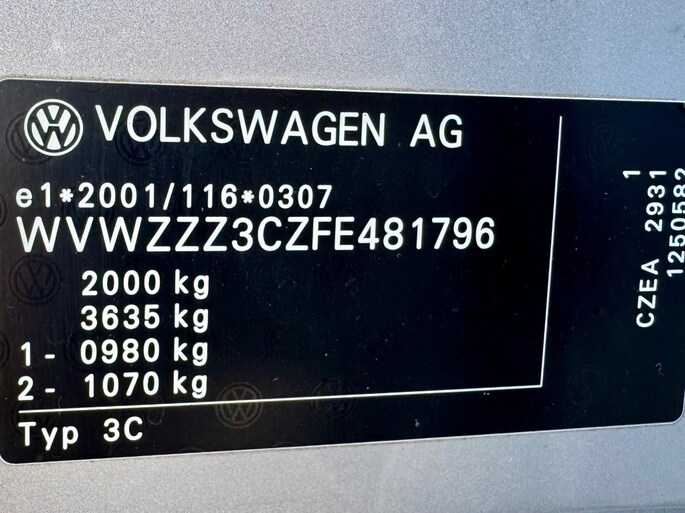 VOLKSWAGEN AG
e1*2001/116*0307
WVWZZZ3CZFE481796
2000 kg
3635 kg
1- 0980 kg
2- 1070 kg
Typ 3C
1
CZEA 2931
1250582